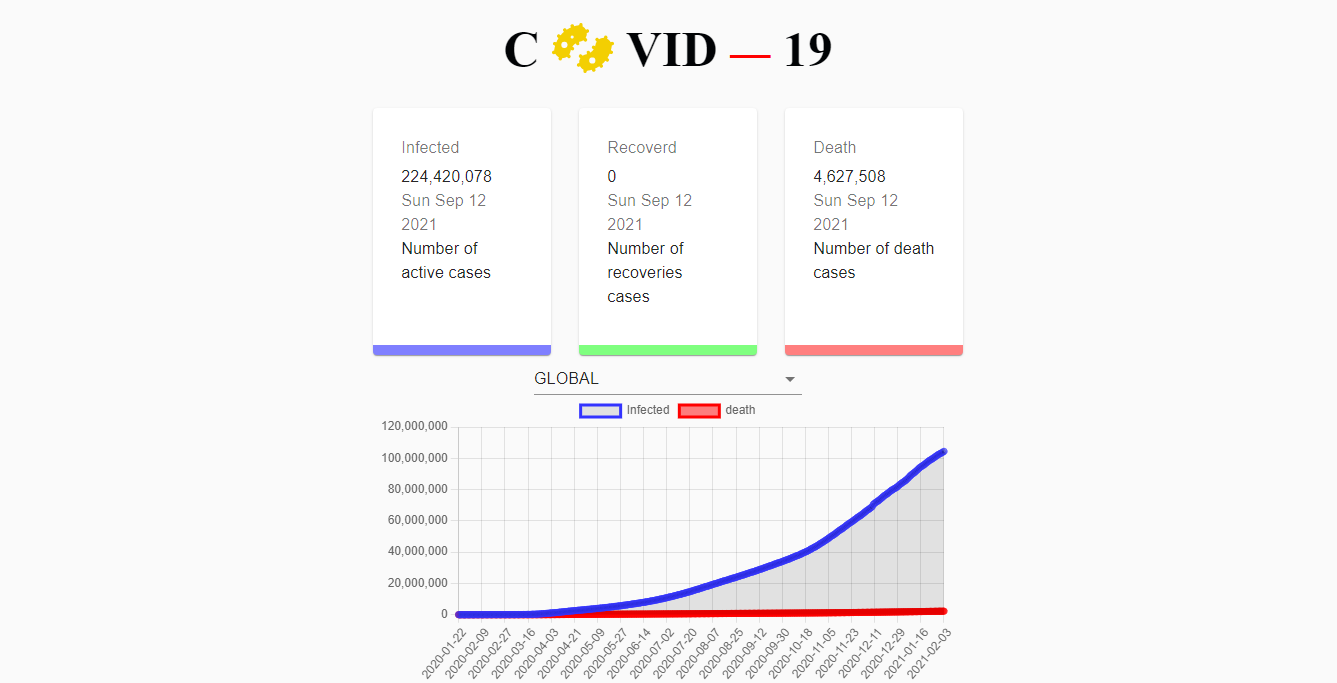 C VID — 19
Infected
224,420,078
Sun Sep 12
2021
Number of
active cases
Recoverd
0
Sun Sep 12
2021
Number of
recoveries
cases
Death
4,627,508
Sun Sep 12
2021
Number of death
cases
GLOBAL
Infected death
120,000,000
100,000,000
80,000,000
60,000,000
40,000,000
20,000,000
0
2020-01-22
2020-02-09
2020-02-27
2020-03-16
2020-04-03
2020-04-21
2020-05-09
2020-05-27
2020-06-14
2020-07-02
2020-07-20
2020-08-07
2020-08-25
2020-09-12
2020-09-30
2020-10-18
2020-11-05
2020-11-23
2020-12-11
2020-12-29
2021-01-16
2021-02-03